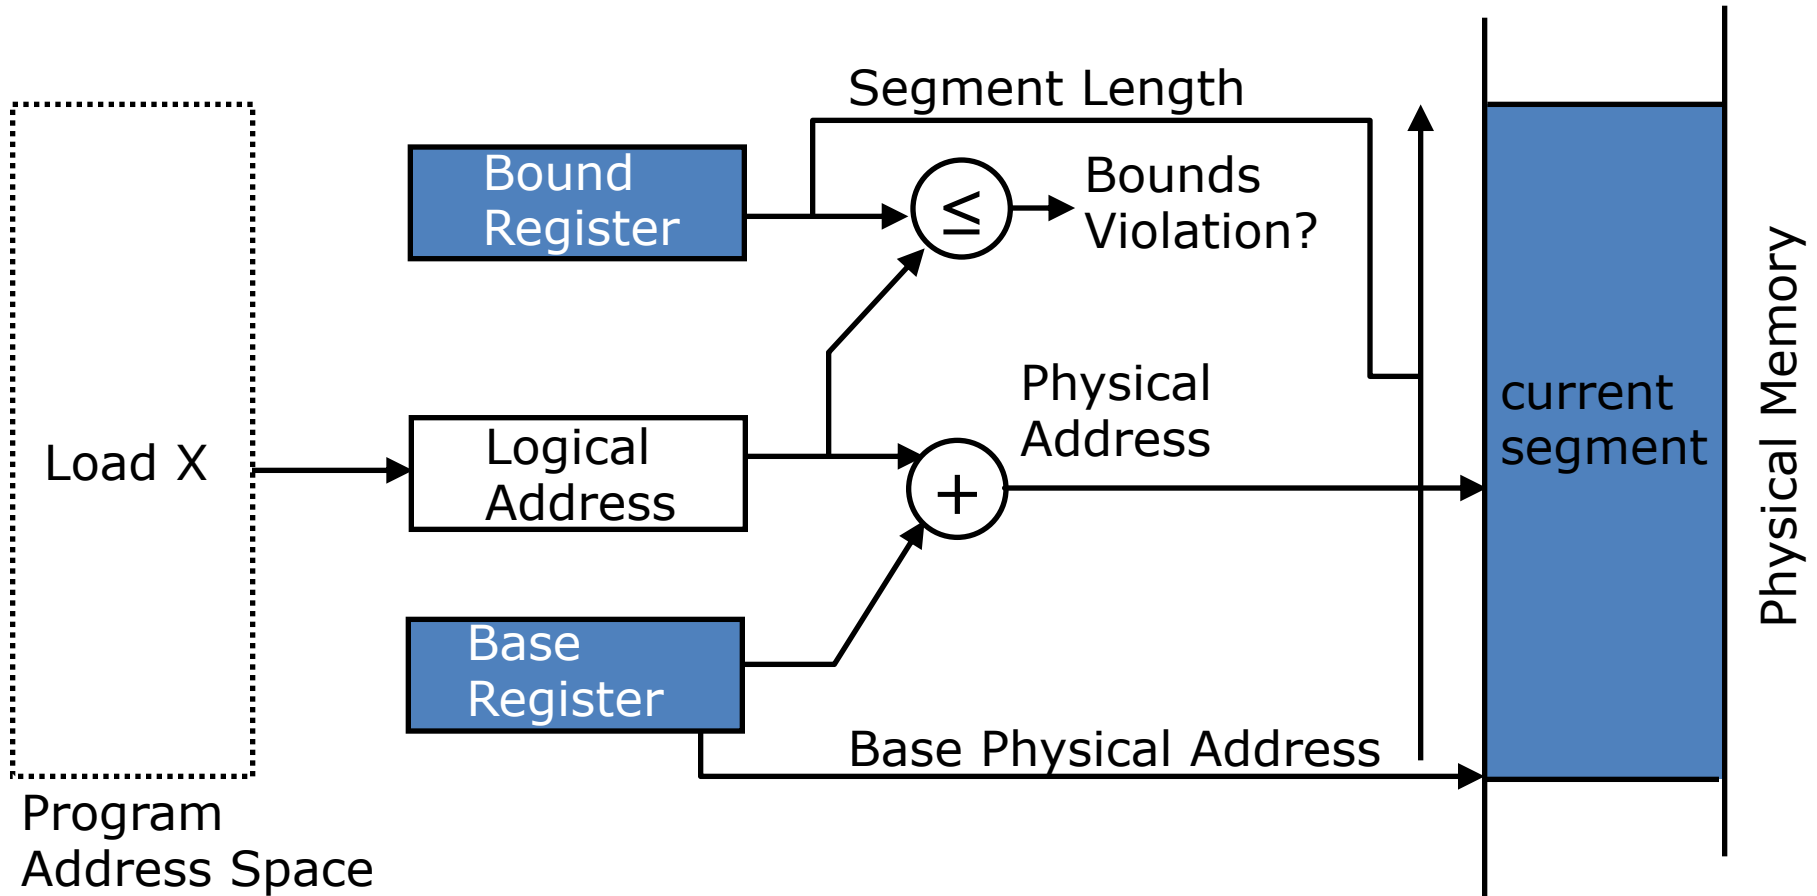 Segment Length
Bound
Register
≤
Bounds
Violation?
Load X
Logical
Address
Physical
Address
+
current
segment
Physical Memory
Base
Register
Base Physical Address
Program
Address Space